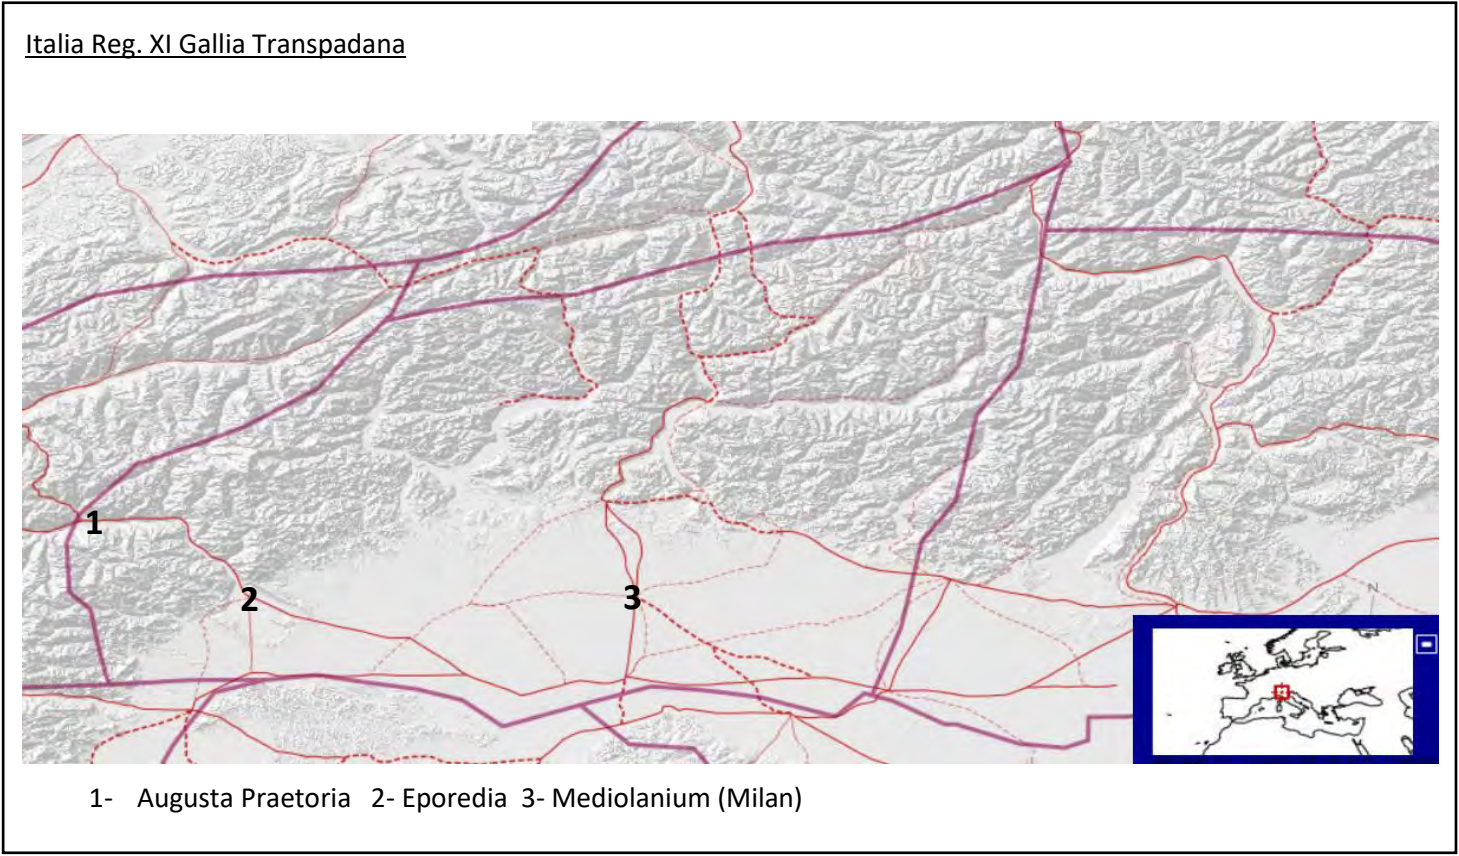 Italia Reg. XI Gallia Transpadana
1
2
3
N
1- Augusta Praetoria 2- Eporedia 3- Mediolanium (Milan)